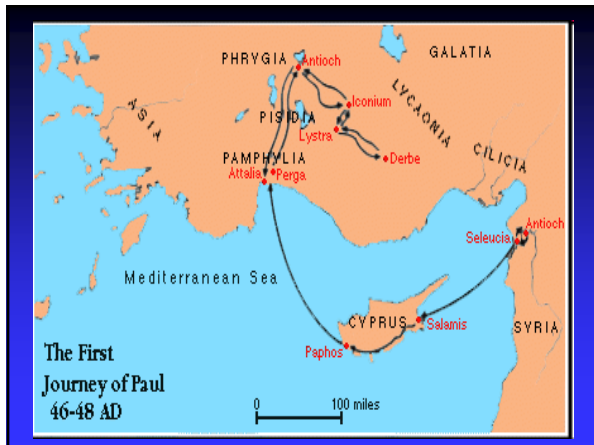 PHRYGIA
Antioch
GALATIA
ASIA
PISIDIA
Iconium
LYCAONIA
Lystra
Derbe
CILICIA
PAMPHYLIA
Attalia
Perga
Antioch
Seleucia
Mediterranean Sea
CYPRUS
Salamis
SYRIA
Paphos
The First
Journey of Paul
46-48 AD
0 100 miles